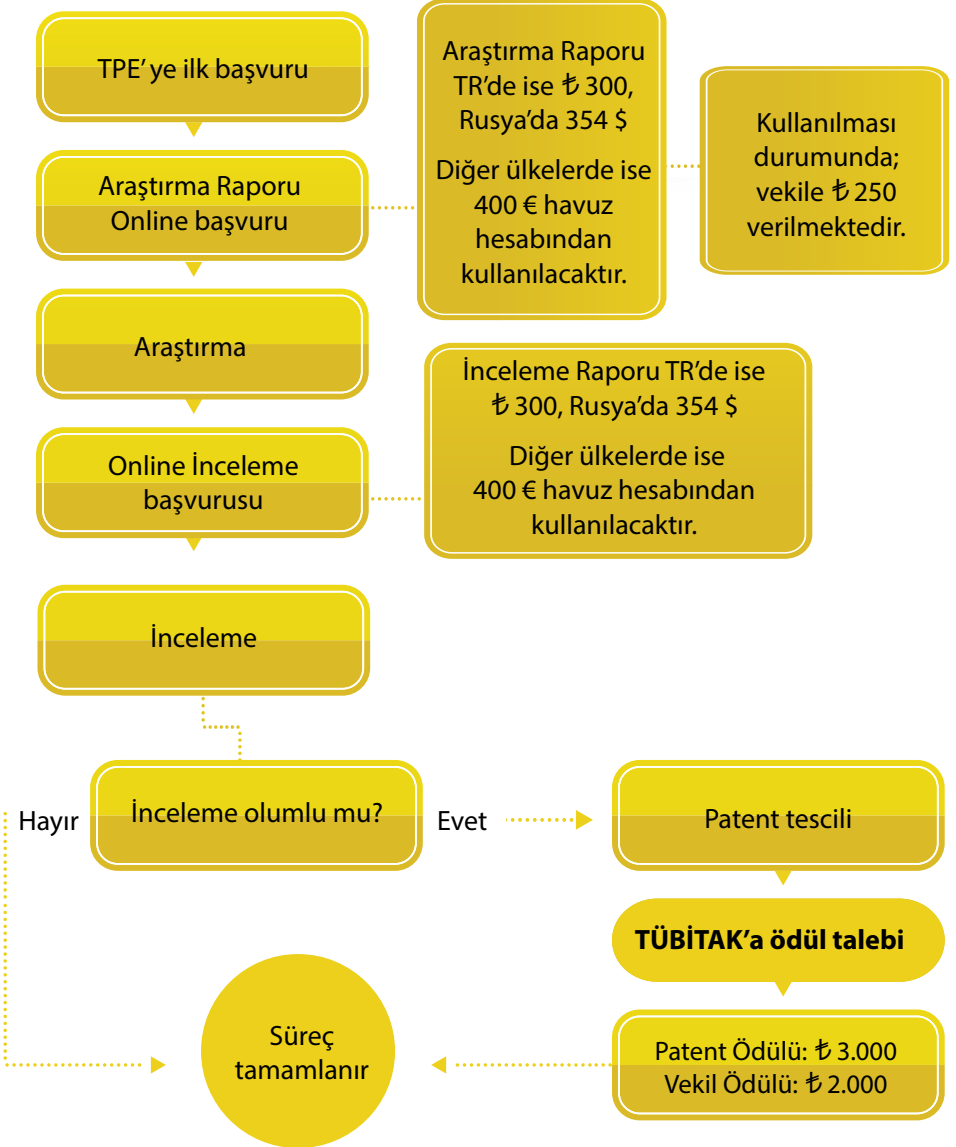 TPE’ ye ilk başvuru
Araştırma Raporu
TR’de ise ₺ 300,
Rusya’da 354 $
Diğer ülkelerde ise
400 € havuz
hesabından
kullanılacaktır.
Kullanılması
durumunda;
vekile ₺ 250
verilmektedir.
Araştırma Raporu
Online başvuru
Araştırma
İnceleme Raporu TR’de ise
₺ 300, Rusya’da 354 $
Diğer ülkelerde ise
400 € havuz hesabından
kullanılacaktır.
Online İnceleme
başvurusu
İnceleme
Hayır
İnceleme olumlu mu?
Evet
Patent tescili
TÜBİTAK’a ödül talebi
Patent Ödülü: ₺ 3.000
Vekil Ödülü: ₺ 2.000
Süreç
tamamlanır